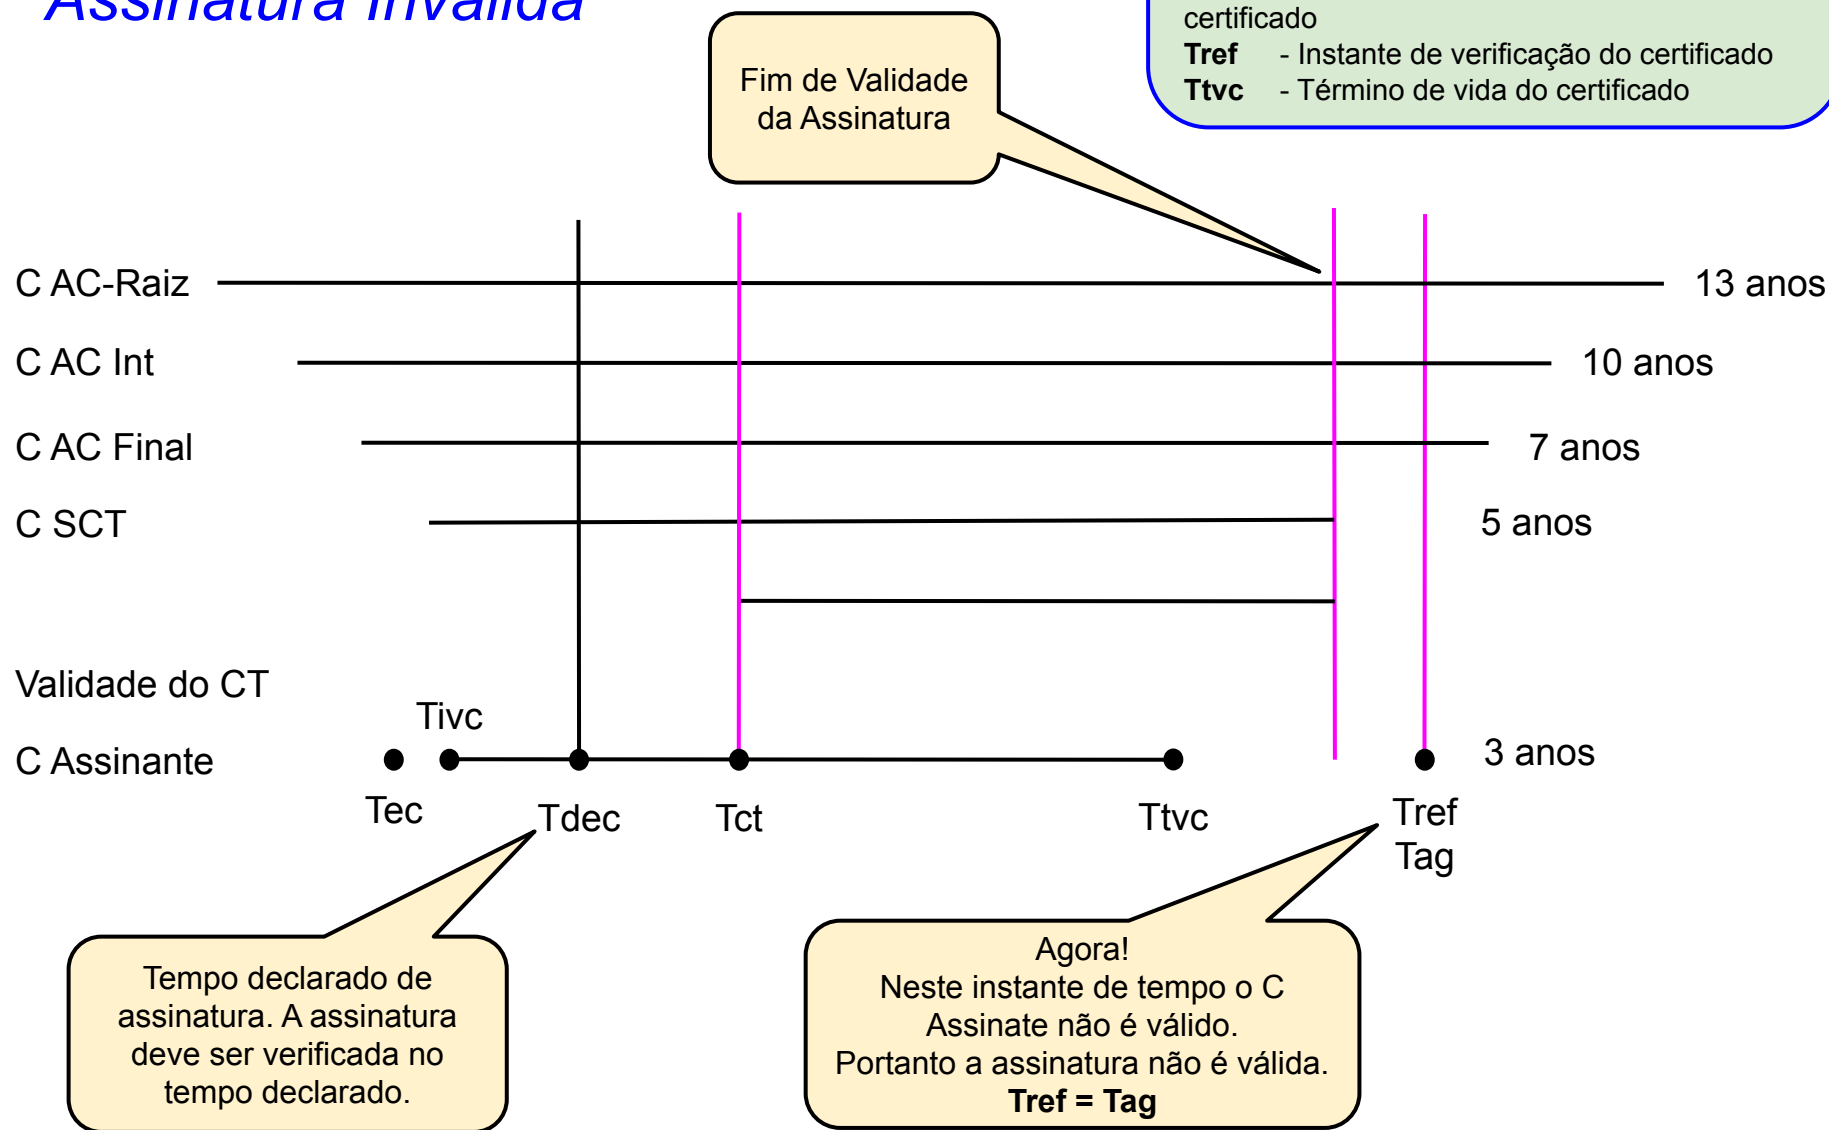 Assinatura Inválida
certificado
Tref - Instante de verificação do certificado
Ttvc - Término de vida do certificado
Fim de Validade
da Assinatura
C AC-Raiz
13 anos
C AC Int
10 anos
C AC Final
7 anos
C SCT
5 anos
Validade do CT
Tivc
C Assinante
3 anos
Tec
Tdec
Tct
Ttvc
Tref
Tag
Tempo declarado de
assinatura. A assinatura
deve ser verificada no
tempo declarado.
Agora!
Neste instante de tempo o C
Assinate não é válido.
Portanto a assinatura não é válida.
Tref = Tag